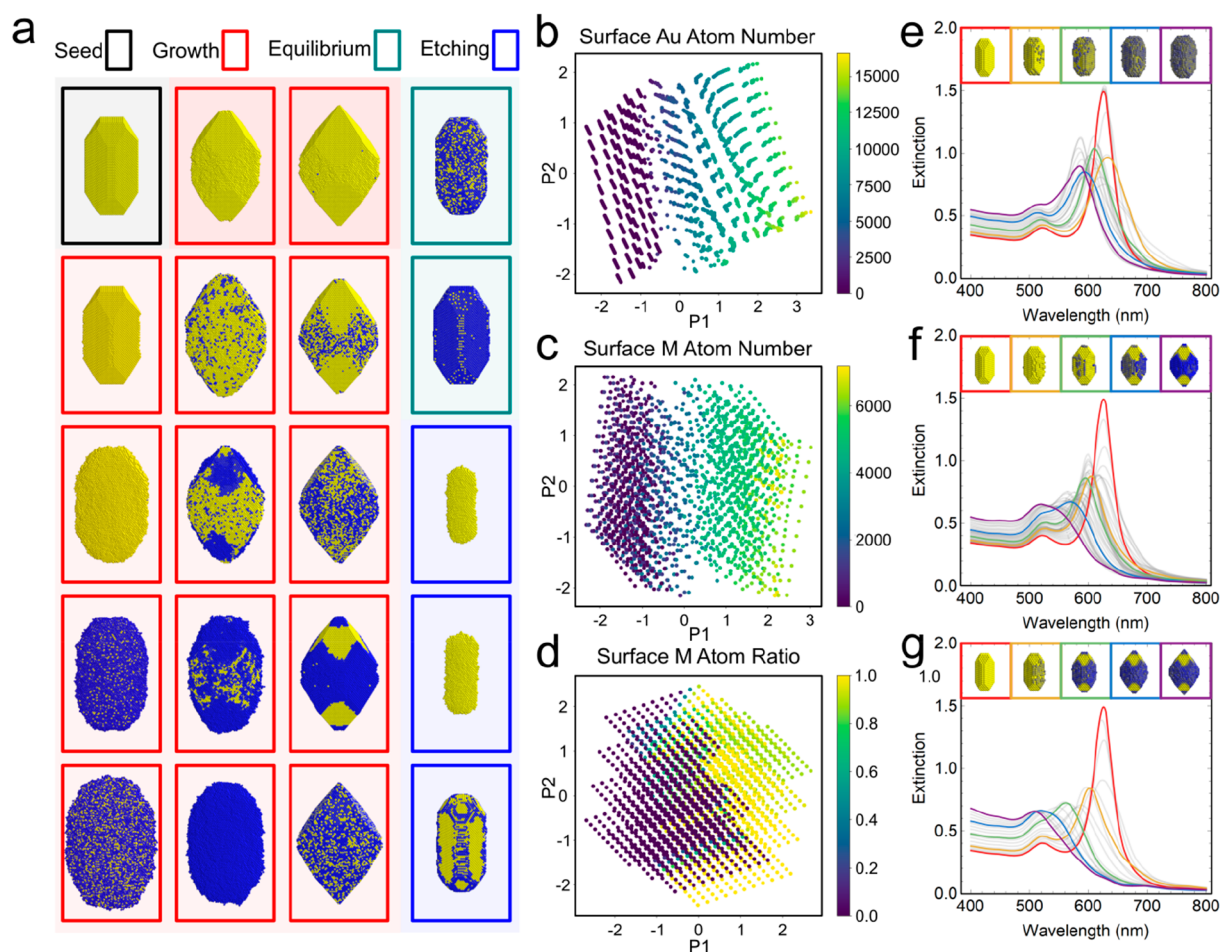 a
Seed Growth Equilibrium Etching
b
Surface Au Atom Number
P2
2
1
0
-1
-2
-2 -1 0 1 2 3
P1
15000
12500
10000
7500
5000
2500
0
c
Surface M Atom Number
P2
2
1
0
-1
-2
-2 -1 0 1 2 3
P1
6000
4000
2000
0
d
Surface M Atom Ratio
P2
2
1
0
-1
-2
-2 -1 0 1 2
P1
1.0
0.8
0.6
0.4
0.2
0.0
e
Extinction
2.0
1.5
1.0
0.5
0.0
400 500 600 700 800
Wavelength (nm)
f
Extinction
2.0
1.5
1.0
0.5
0.0
400 500 600 700 800
Wavelength (nm)
g
Extinction
2.0
1.0
1.5
1.0
0.5
0.0
400 500 600 700 800
Wavelength (nm)